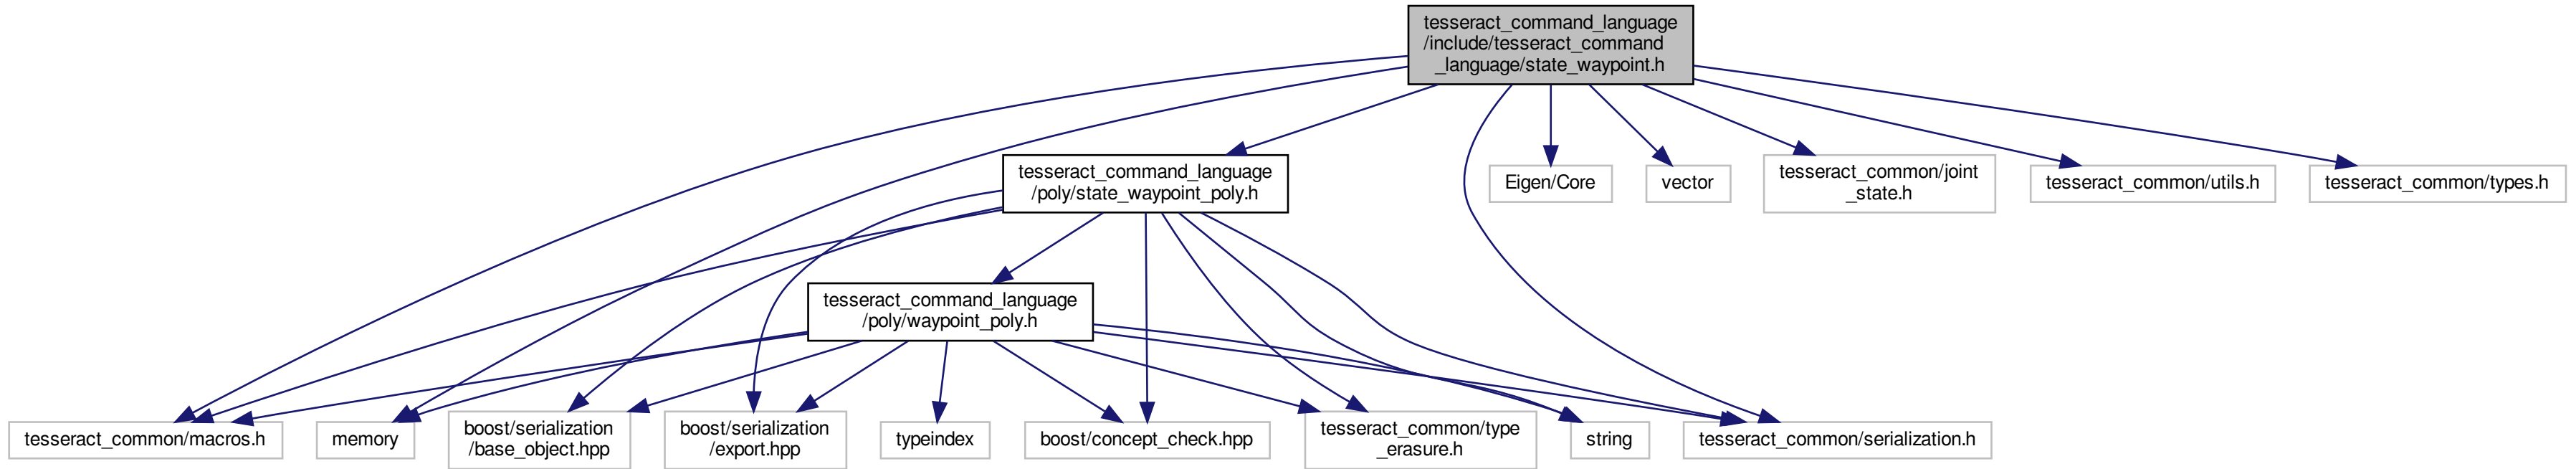 tesseract_command_language
/include/tesseract_command
_language/state_waypoint.h
tesseract_command_language
/poly/state_waypoint_poly.h
Eigen/Core
vector
tesseract_common/joint
_state.h
tesseract_common/utils.h
tesseract_common/types.h
tesseract_command_language
/poly/waypoint_poly.h
tesseract_common/macros.h
memory
boost/serialization
/base_object.hpp
boost/serialization
/export.hpp
typeindex
boost/concept_check.hpp
tesseract_common/type
_erasure.h
string
tesseract_common/serialization.h